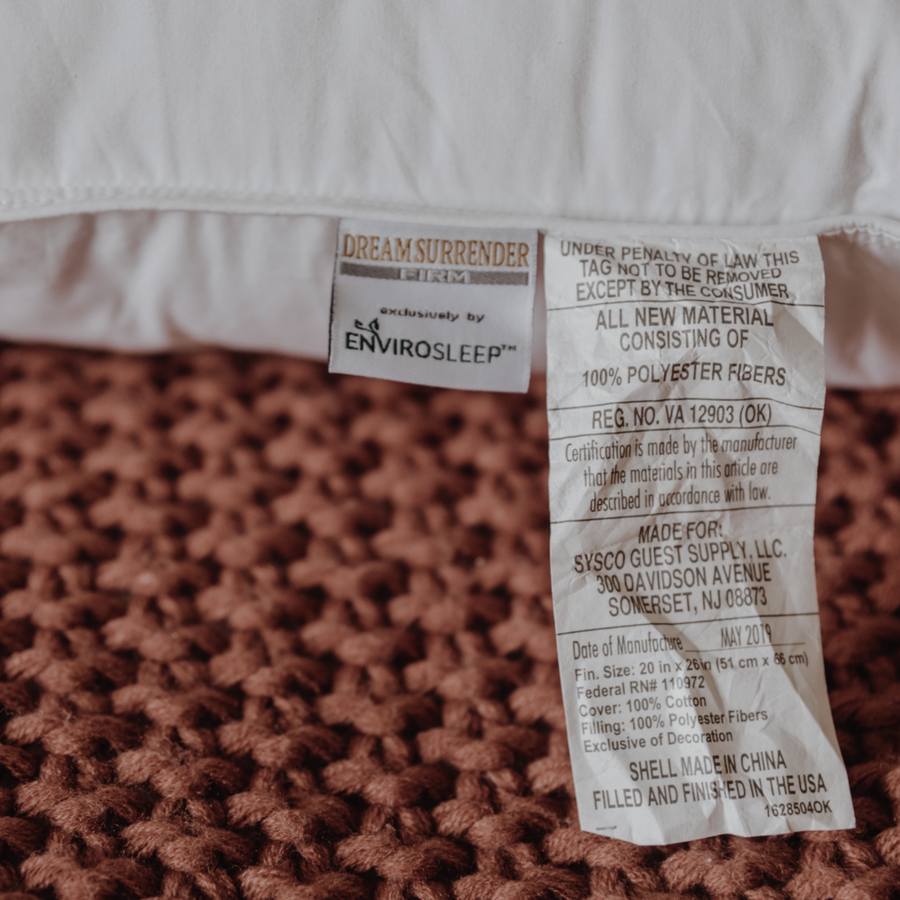 DREAM SURRENDER
FIRM
exclusively by
ENVIROSLEEP™
UNDER PENALTY OF LAW THIS
TAG NOT TO BE REMOVED
EXCEPT BY THE CONSUMER
ALL NEW MATERIAL
CONSISTING OF
100% POLYESTER FIBERS
REG. NO. VA 12903 (OK)
Certification is made by the manufacturer
that the materials in this article are
described in accordance with law.
MADE FOR:
SYSCO GUEST SUPPLY, LLC.
300 DAVIDSON AVENUE
SOMERSET, NJ 08873
Date of Manufacture MAY 2019
Fin. Size: 20 in x 26in (51 cm x 66 cm)
Federal RN# 110972
Cover: 100% Cotton
Filling: 100% Polyester Fibers
Exclusive of Decoration
SHELL MADE IN CHINA
FILLED AND FINISHED IN THE USA
1628504OK